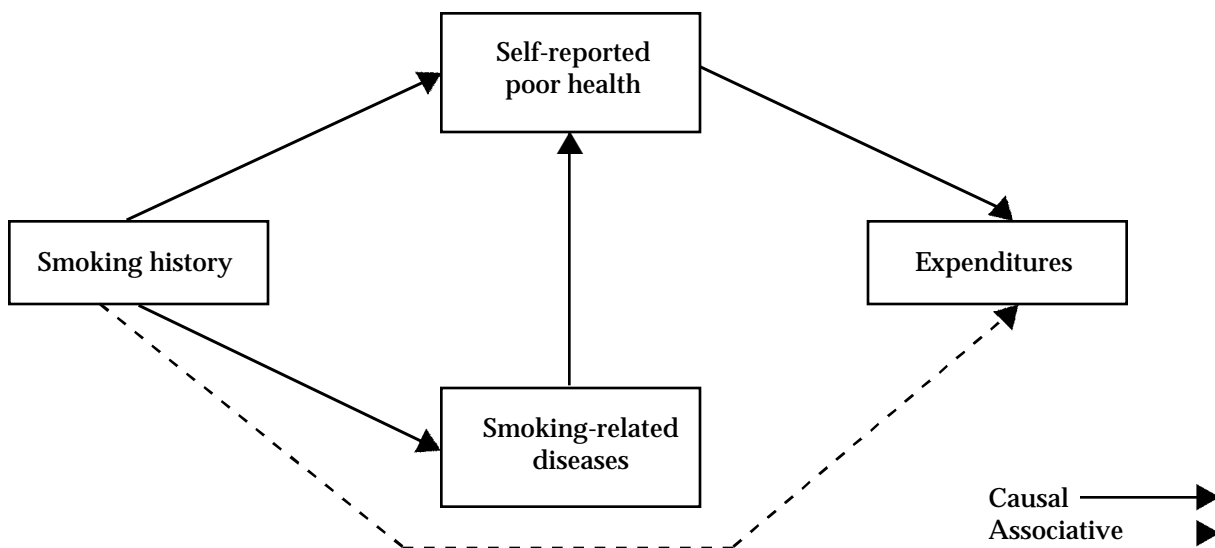 Self-reported
poor health
Smoking history
Expenditures
Smoking-related
diseases
Causal
Associative